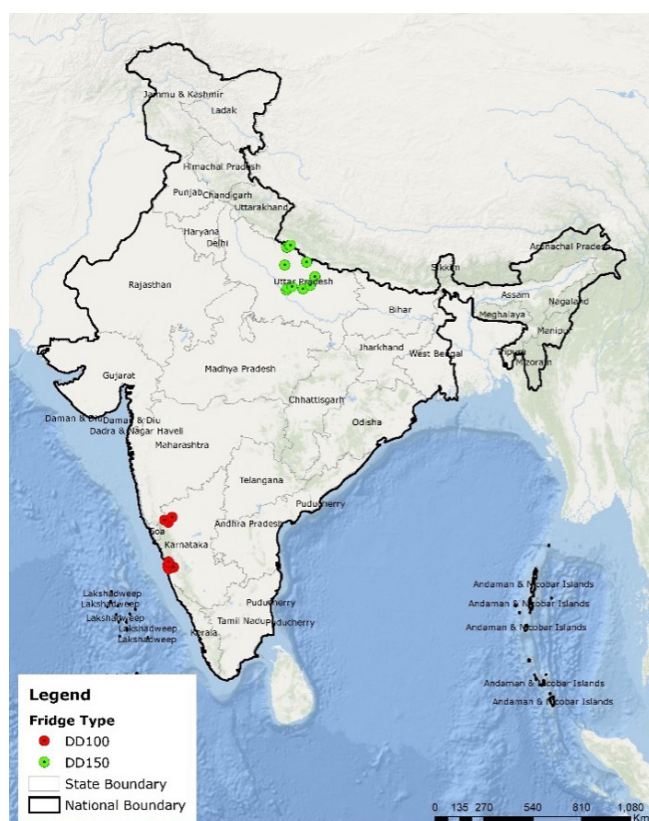 Jammu & Kashmir
Ladak
Himachal Pradesh
Punjab
Chandigarh
Uttarakhand
Haryana
Delhi
Arunachal Pradesh
Sikkim
Rajasthan
Uttar Pradesh
Assam
Nagaland
Bihar
Meghalaya
Manipur
Jharkhand
West Bengal
Tripura
Mizoram
Gujarat
Madhya Pradesh
Chhattisgarh
Daman & Diu
Daman & Diu
Odisha
Dadra & Nagar Haveli
Maharashtra
Telangana
Puducherry
Andhra Pradesh
Goa
Karnataka
Lakshadweep
Lakshadweep
Lakshadweep
Lakshadweep
Lakshadweep
Puducherry
Tamil Nadu
Puducherry
Kerala
Andaman & Nicobar Islands
Andaman & Nicobar Islands
Andaman & Nicobar Islands
Andaman & Nicobar Islands
Andaman & Nicobar Islands
Legend
Fridge Type
DD100
DD150
State Boundary
National Boundary
0 135 270 540 810 1,080
Km